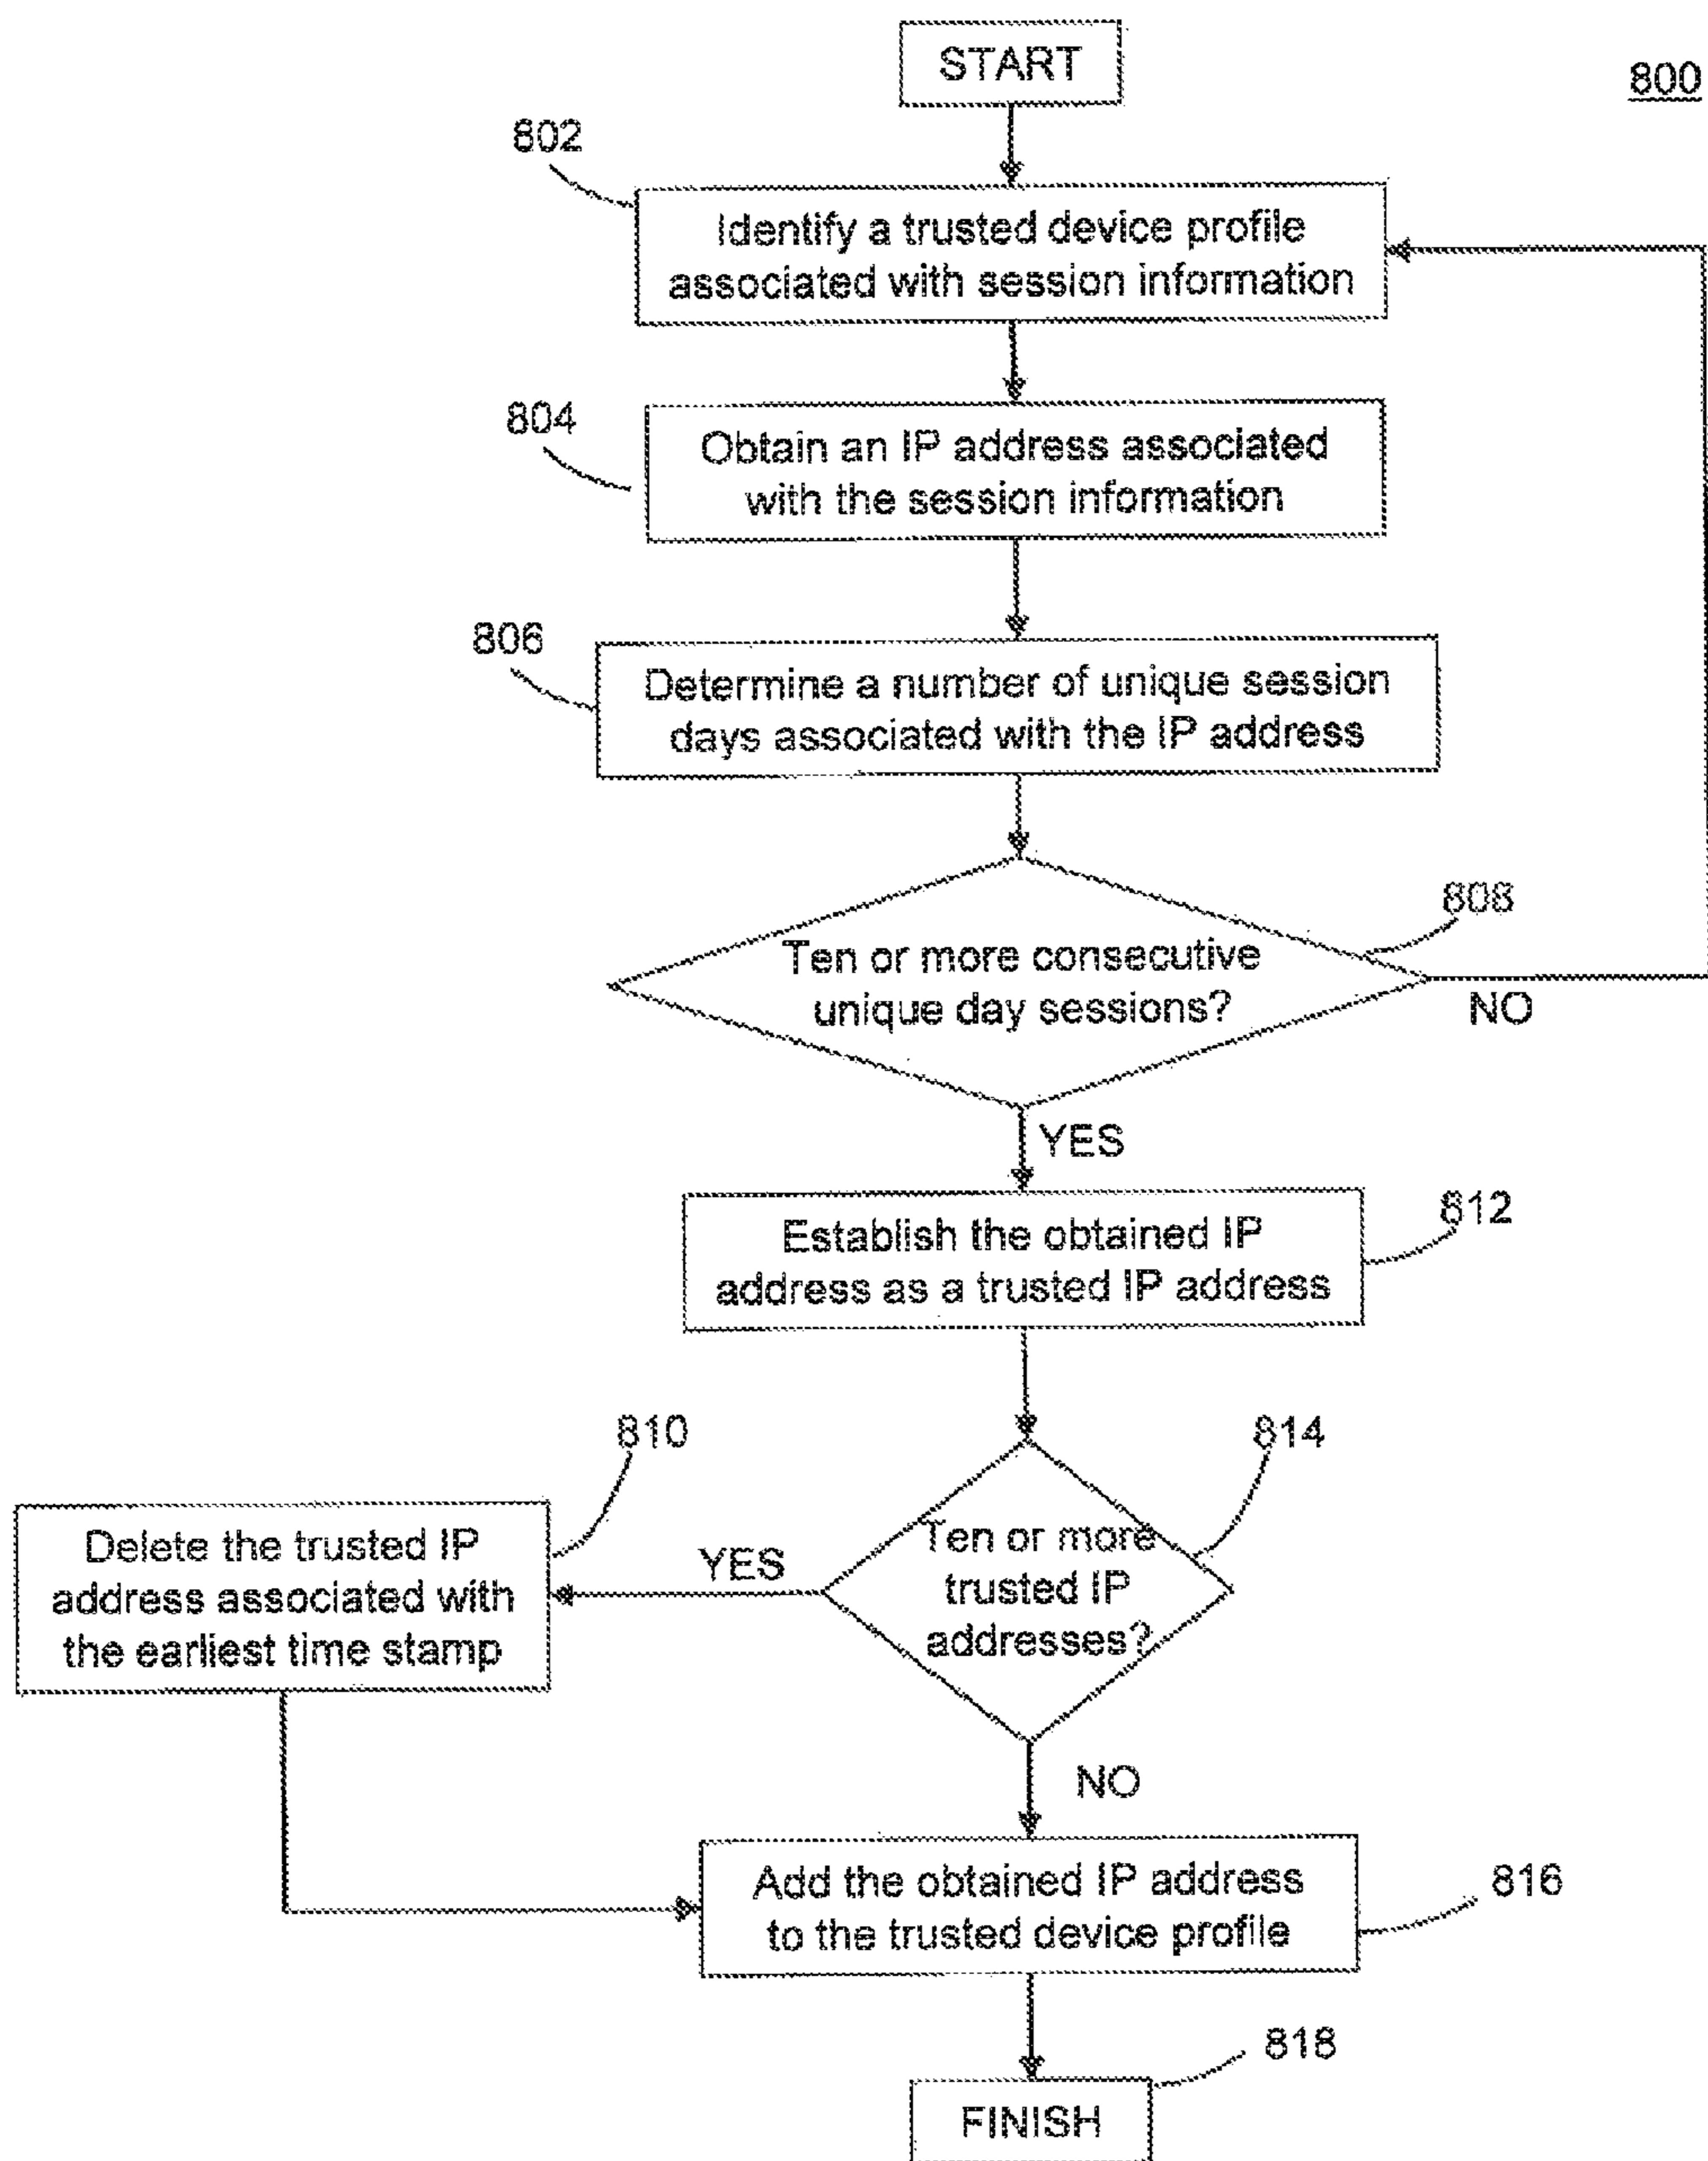 START
800
802
Identify a trusted device profile
associated with session information
804
Obtain an IP address associated
with the session information
806
Determine a number of unique session
days associated with the IP address
808
Ten or more consecutive
unique day sessions?
NO
YES
812
Establish the obtained IP
address as a trusted IP address
810
814
Delete the trusted IP
address associated with
the earliest time stamp
YES
Ten or more
trusted IP
addresses?
NO
Add the obtained IP address
to the trusted device profile
816
818
FINISH